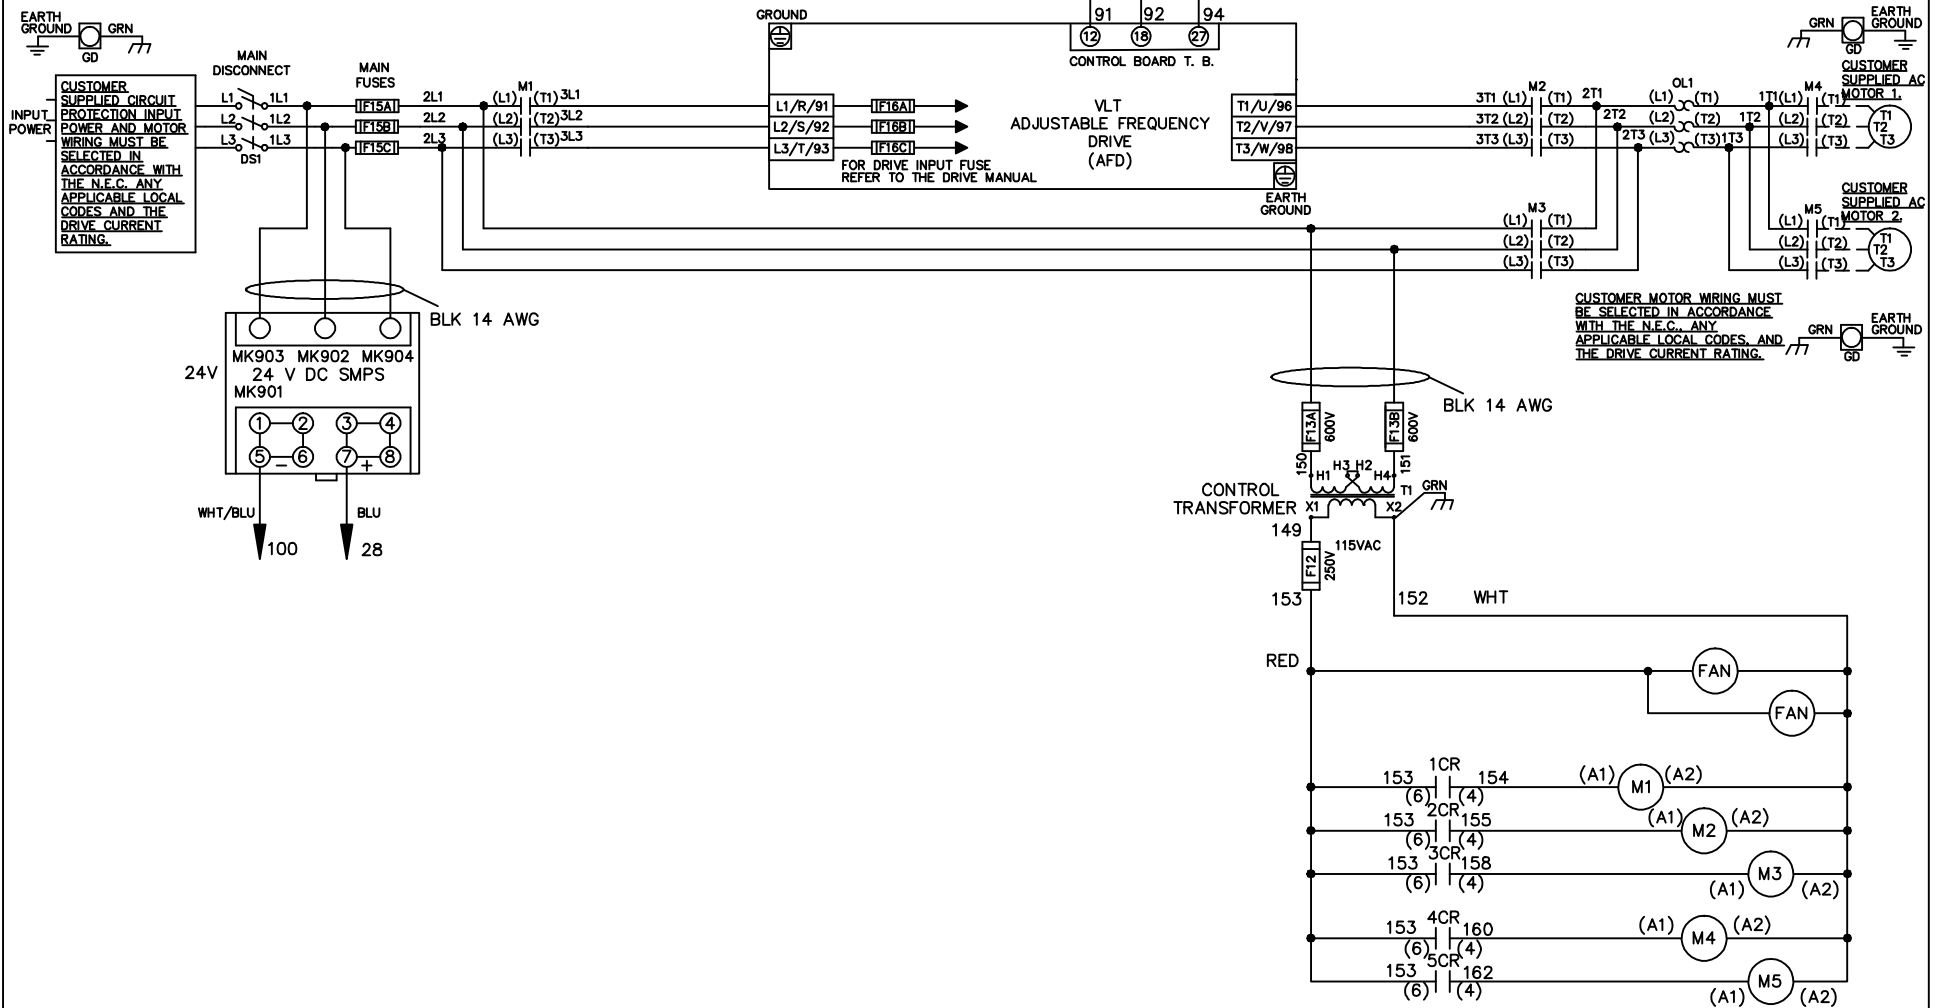 EARTH
GROUND
GRN
GD
GROUND
91 92 94
12 18 27
CONTROL BOARD T. B.
GRN
EARTH
GROUND
GD
CUSTOMER
SUPPLIED CIRCUIT
PROTECTION INPUT
POWER AND MOTOR
WIRING MUST BE
SELECTED IN
ACCORDANCE WITH
THE N.E.C. ANY
APPLICABLE LOCAL
CODES AND THE
DRIVE CURRENT
RATING.
INPUT
POWER
MAIN
DISCONNECT
L1 1L1
L2 1L2
L3 1L3
DS1
MAIN
FUSES
F15A
F15B
F15C
2L1
2L2
2L3
M1
(L1) (T1) 3L1
(L2) (T2) 3L2
(L3) (T3) 3L3
L1/R/91
L2/S/92
L3/T/93
F16A
F16B
F16C
FOR DRIVE INPUT FUSE
REFER TO THE DRIVE MANUAL
VLT
ADJUSTABLE FREQUENCY
DRIVE
(AFD)
T1/U/96
T2/V/97
T3/W/98
EARTH
GROUND
M2
3T1 (L1) (T1) 2T1
3T2 (L2) (T2) 2T2
3T3 (L3) (T3) 2T3
OL1
(L1) (T1) 1T1
(L2) (T2) 1T2
(L3) (T3) 1T3
M4
(L1) (T1)
(L2) (T2)
(L3) (T3)
CUSTOMER
SUPPLIED AC
MOTOR 1.
T1
T2
T3
M3
(L1) (T1)
(L2) (T2)
(L3) (T3)
M5
(L1) (T1)
(L2) (T2)
(L3) (T3)
CUSTOMER
SUPPLIED AC
MOTOR 2.
T1
T2
T3
CUSTOMER MOTOR WIRING MUST
BE SELECTED IN ACCORDANCE
WITH THE N.E.C., ANY
APPLICABLE LOCAL CODES, AND
THE DRIVE CURRENT RATING.
GRN
EARTH
GROUND
GD
BLK 14 AWG
MK903 MK902 MK904
24V
24 V DC SMPS
MK901
1 2 3 4
5 - 6 7 + 8
WHT/BLU
BLU
100
28
BLK 14 AWG
F13A
600V
F13B
600V
150
151
H1 H3 H2 H4
T1
GRN
CONTROL
TRANSFORMER
X1 X2
149
115VAC
F12
250V
153
152
WHT
RED
FAN
FAN
1CR
153 154
(6) (4)
(A1) M1 (A2)
2CR
153 155
(6) (4)
(A1) M2 (A2)
3CR
153 158
(6) (4)
(A1) M3 (A2)
4CR
153 160
(6) (4)
(A1) M4 (A2)
5CR
153 162
(6) (4)
(A1) M5 (A2)